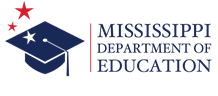 MISSISSIPPI
DEPARTMENT OF
EDUCATION